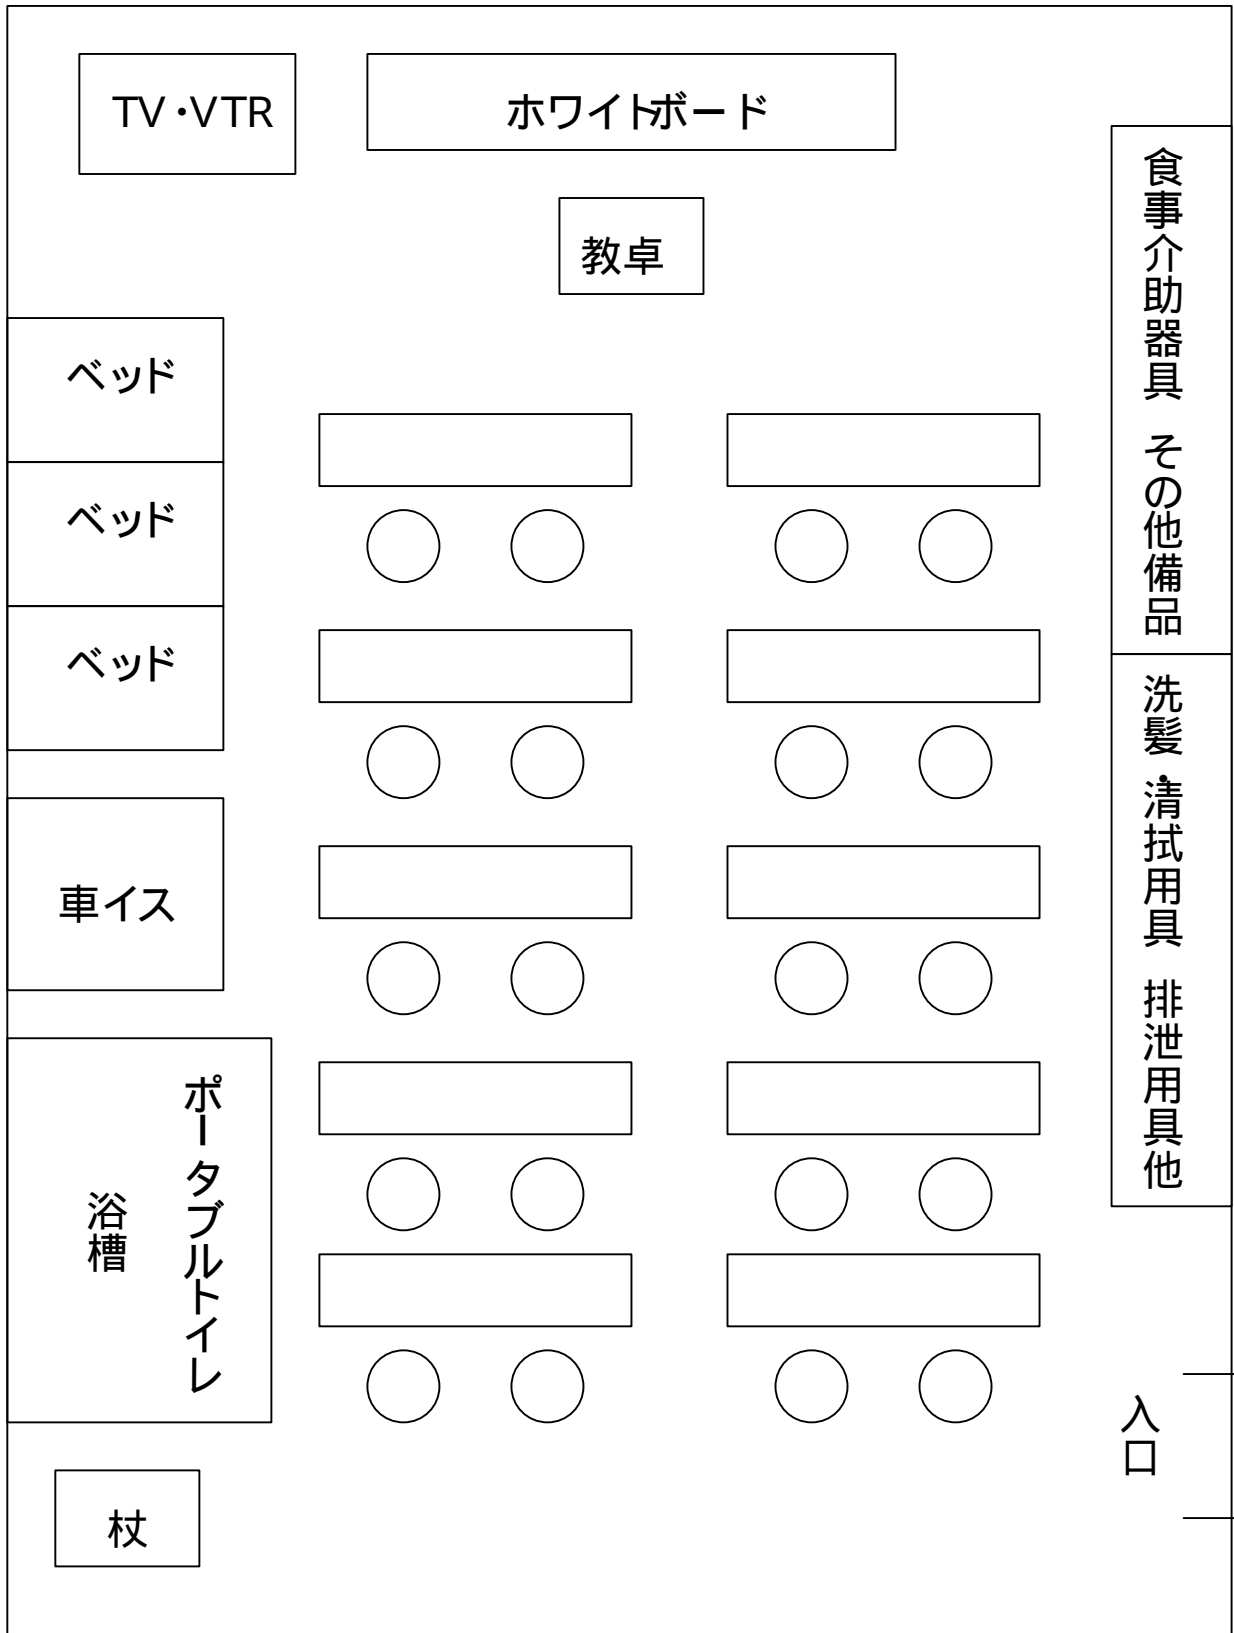 TV・VTR
ホワイトボード
教卓
食事介助器具 その他備品
ベッド
ベッド
ベッド
洗髪・清拭用具 排泄用具他
車イス
ポータブルトイレ
浴槽
入口
杖